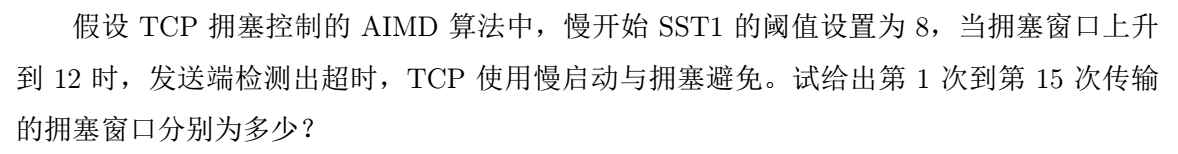 假设 TCP 拥塞控制的 AIMD 算法中，慢开始 SST1 的阈值设置为 8，当拥塞窗口上升
到 12 时，发送端检测出超时，TCP 使用慢启动与拥塞避免。试给出第 1 次到第 15 次传输
的拥塞窗口分别为多少？